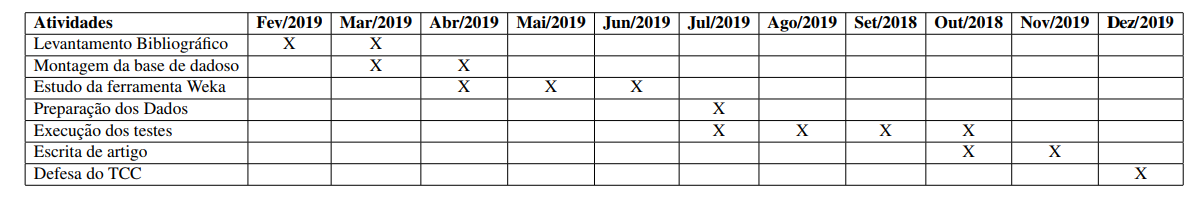 Atividades Fev/2019 Mar/2019 Abr/2019 Mai/2019 Jun/2019 Jul/2019 Ago/2019 Set/2018 Out/2018 Nov/2019 Dez/2019
Levantamento Bibliográfico X X
Montagem da base de dadoso X X
Estudo da ferramenta Weka X X X
Preparação dos Dados X
Execução dos testes X X X X
Escrita de artigo X X
Defesa do TCC X